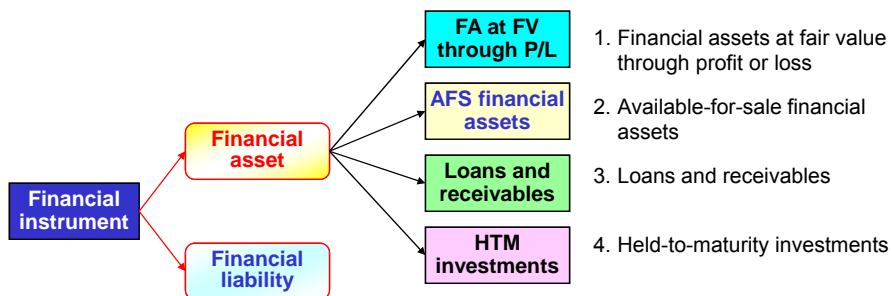 Financial
instrument
Financial
asset
Financial
liability
FA at FV
through P/L
AFS financial
assets
Loans and
receivables
HTM
investments
1. Financial assets at fair value
through profit or loss
2. Available-for-sale financial
assets
3. Loans and receivables
4. Held-to-maturity investments